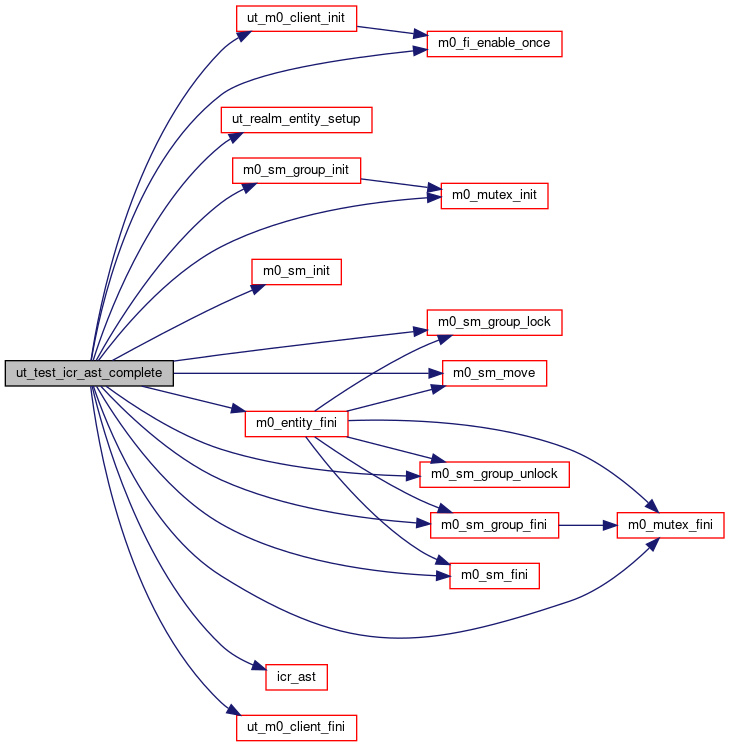 ut_m0_client_init
m0_fi_enable_once
ut_realm_entity_setup
m0_sm_group_init
m0_mutex_init
m0_sm_init
m0_sm_group_lock
ut_test_icr_ast_complete
m0_sm_move
m0_entity_fini
m0_sm_group_unlock
m0_sm_group_fini
m0_mutex_fini
m0_sm_fini
icr_ast
ut_m0_client_fini